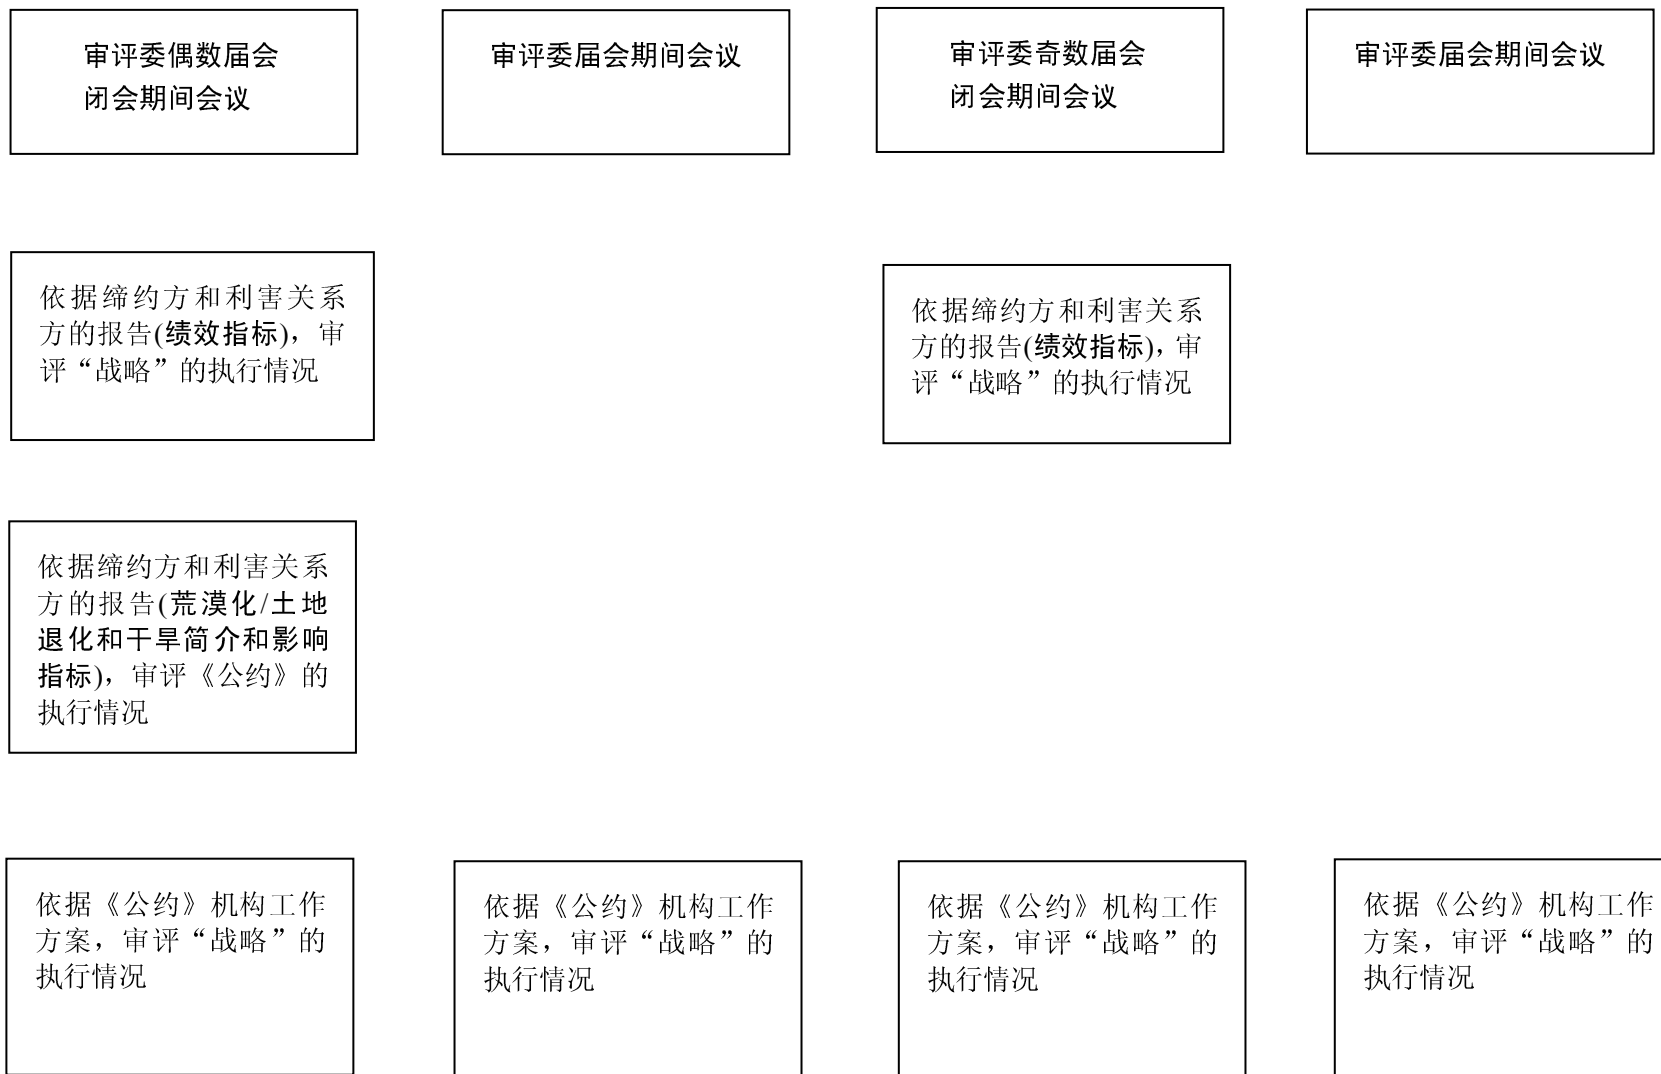 审评委偶数届会
闭会期间会议
审评委届会期间会议
审评委奇数届会
闭会期间会议
审评委届会期间会议
依据缔约方和利害关系
方的报告(绩效指标)，审
评“战略”的执行情况
依据缔约方和利害关系
方的报告(绩效指标)，审
评“战略”的执行情况
依据缔约方和利害关系
方的报告(荒漠化/土地
退化和干旱简介和影响
指标)，审评《公约》的
执行情况
依据《公约》机构工作
方案，审评“战略”的
执行情况
依据《公约》机构工作
方案，审评“战略”的
执行情况
依据《公约》机构工作
方案，审评“战略”的
执行情况
依据《公约》机构工作
方案，审评“战略”的
执行情况